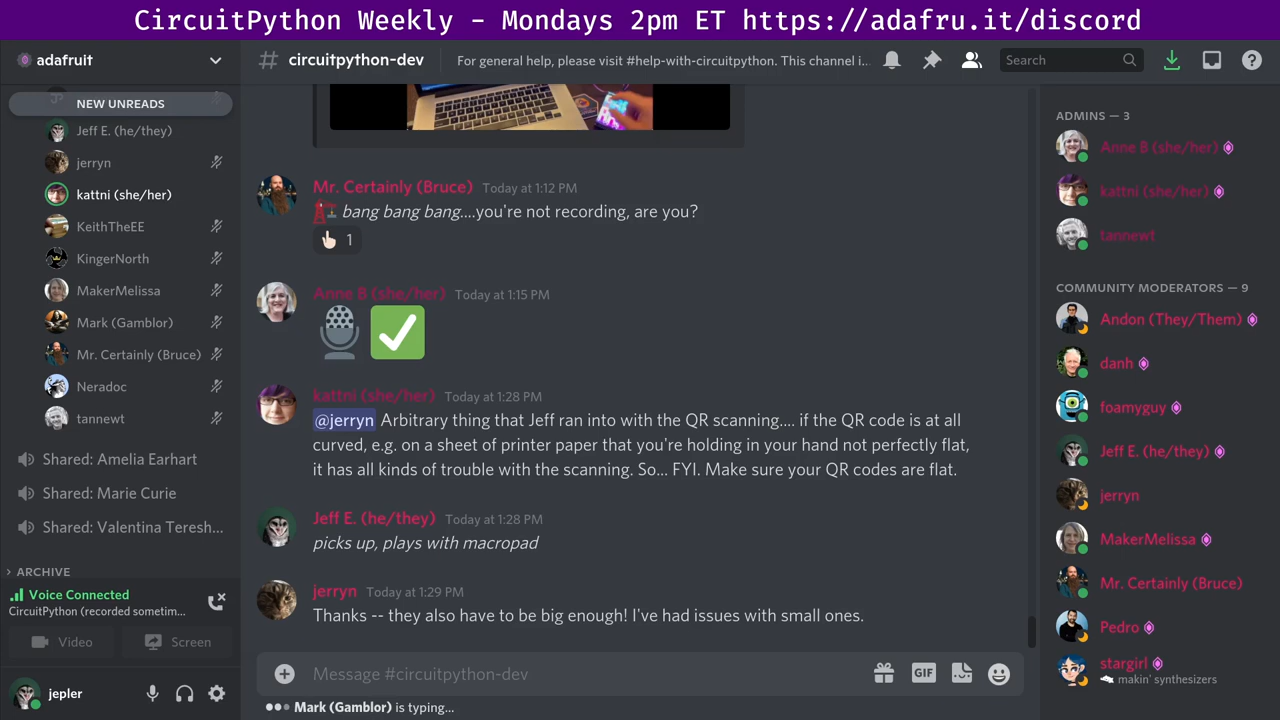 CircuitPython Weekly - Mondays 2pm ET https://adafru.it/discord
adafruit
NEW UNREADS
Jeff E. (he/they)
jerryn
kattni (she/her)
KeithTheEE
KingerNorth
MakerMelissa
Mark (Gamblor)
Mr. Certainly (Bruce)
Neradoc
tannewt
Shared: Amelia Earhart
Shared: Marie Curie
Shared: Valentina Teresh...
ARCHIVE
Voice Connected
CircuitPython (recorded sometim...
Video
Screen
jepler
# circuitpython-dev
For general help, please visit #help-with-circuitpython. This channel i...
Search
Mr. Certainly (Bruce) Today at 1:12 PM
bang bang bang....you're not recording, are you?
1
Anne B (she/her) Today at 1:15 PM
kattni (she/her) Today at 1:28 PM
@jerryn Arbitrary thing that Jeff ran into with the QR scanning.... if the QR code is at all
curved, e.g. on a sheet of printer paper that you're holding in your hand not perfectly flat,
it has all kinds of trouble with the scanning. So... FYI. Make sure your QR codes are flat.
Jeff E. (he/they) Today at 1:28 PM
picks up, plays with macropad
jerryn Today at 1:29 PM
Thanks -- they also have to be big enough! I've had issues with small ones.
Message #circuitpython-dev
GIF
Mark (Gamblor) is typing...
ADMINS — 3
Anne B (she/her)
kattni (she/her)
tannewt
COMMUNITY MODERATORS — 9
Andon (They/Them)
danh
foamyguy
Jeff E. (he/they)
jerryn
MakerMelissa
Mr. Certainly (Bruce)
Pedro
stargirl
makin' synthesizers